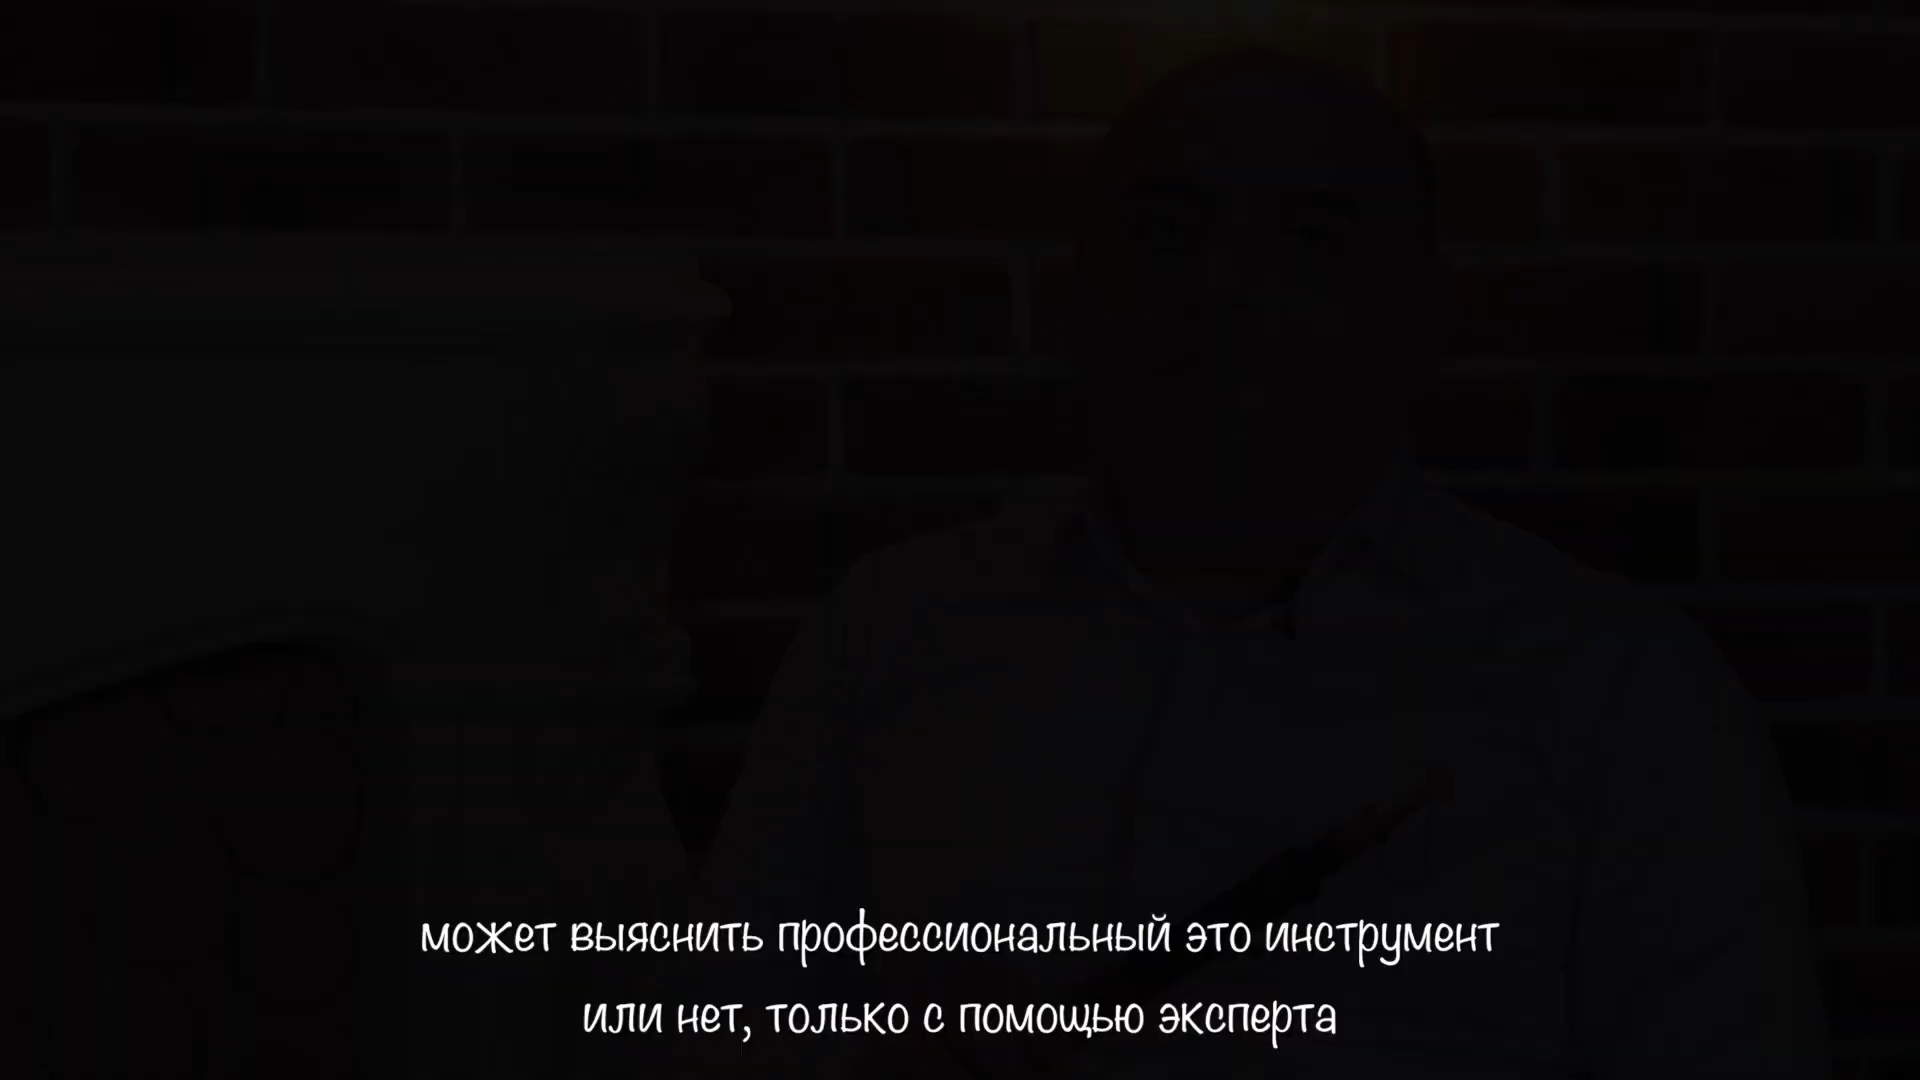 может выяснить профессиональный это инструмент
или нет, только с помощью эксперта